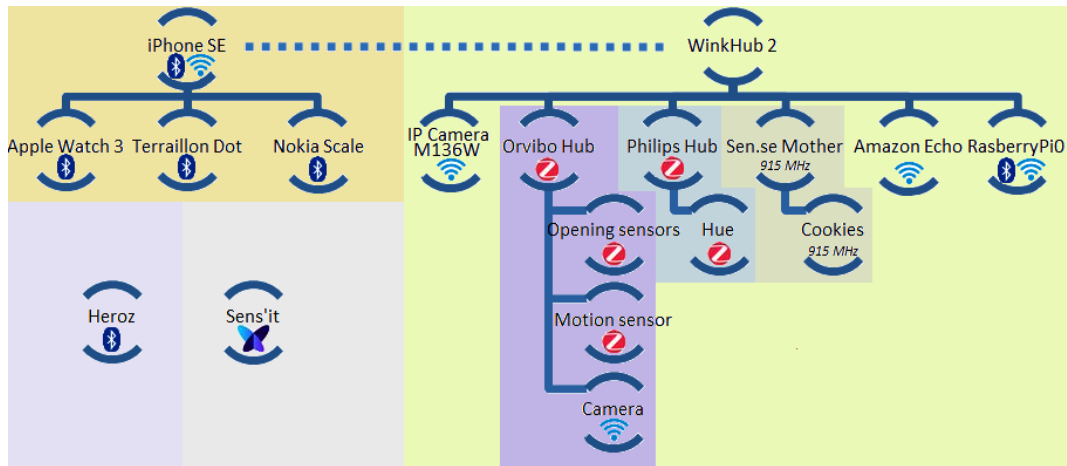 iPhone SE
WinkHub 2
Apple Watch 3
Terraillon Dot
Nokia Scale
IP Camera
M136W
Orvibo Hub
Philips Hub
Sen.se Mother
915 MHz
Amazon Echo
RasberryPi0
Opening sensors
Hue
Cookies
915 MHz
Heroz
Sens'it
Motion sensor
Camera